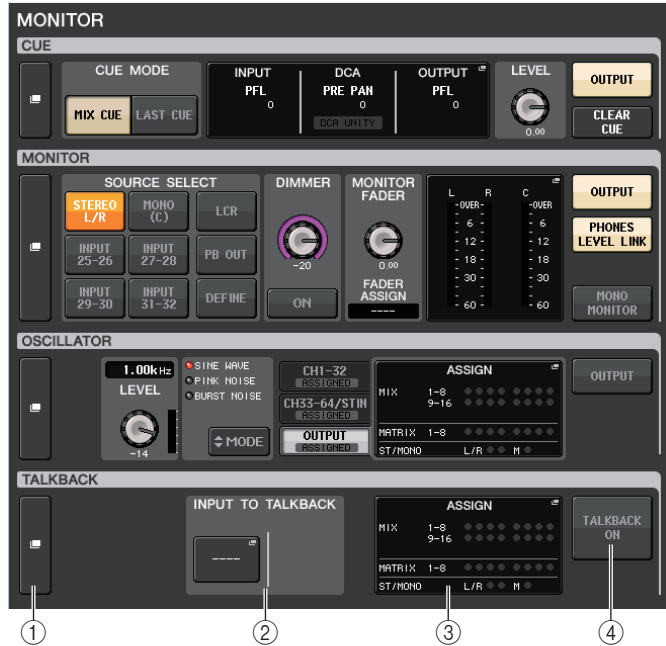 MONITOR
CUE
CUE MODE
MIX CUE
LAST CUE
INPUT
PFL
0
DCA
PRE PAN
0
DCA UNITY
OUTPUT
PFL
0
LEVEL
0.00
OUTPUT
CLEAR
CUE
MONITOR
SOURCE SELECT
STEREO
L/R
MONO
(C)
LCR
INPUT
25-26
INPUT
27-28
PB OUT
INPUT
29-30
INPUT
31-32
DEFINE
DIMMER
-20
ON
MONITOR
FADER
0.00
FADER
ASSIGN
----
L R C
-OVER- -OVER
6 6
12 12
18 18
30 30
60 60
OUTPUT
PHONES
LEVEL LINK
MONO
MONITOR
OSCILLATOR
1.00kHz
LEVEL
-14
SINE WAVE
PINK NOISE
BURST NOISE
MODE
CH1-32
ASSIGNED
CH33-64/STIN
ASSIGNED
OUTPUT
ASSIGNED
ASSIGN
MIX 1-8
9-16
MATRIX 1-8
ST/MONO L/R M
OUTPUT
TALKBACK
INPUT TO TALKBACK
----
ASSIGN
MIX 1-8
9-16
MATRIX 1-8
ST/MONO L/R M
TALKBACK
ON
① ② ③ ④